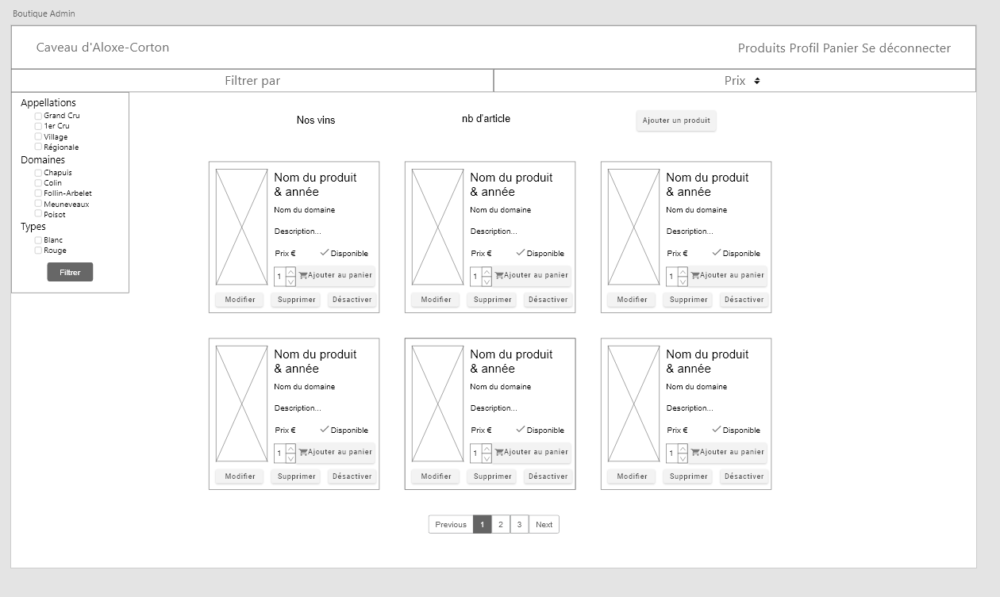 Boutique Admin
Caveau d'Aloxe-Corton
Produits Profil Panier Se déconnecter
Filtrer par
Prix
Appellations
Grand Cru
1er Cru
Village
Régionale
Domaines
Chapuis
Colin
Follin-Arbelet
Meuneveaux
Poisot
Types
Blanc
Rouge
Filtrer
Nos vins
nb d'article
Ajouter un produit
Nom du produit
& année
Nom du domaine
Description...
Prix €
Disponible
1
Ajouter au panier
Modifier
Supprimer
Désactiver
Nom du produit
& année
Nom du domaine
Description...
Prix €
Disponible
1
Ajouter au panier
Modifier
Supprimer
Désactiver
Nom du produit
& année
Nom du domaine
Description...
Prix €
Disponible
1
Ajouter au panier
Modifier
Supprimer
Désactiver
Nom du produit
& année
Nom du domaine
Description...
Prix €
Disponible
1
Ajouter au panier
Modifier
Supprimer
Désactiver
Nom du produit
& année
Nom du domaine
Description...
Prix €
Disponible
1
Ajouter au panier
Modifier
Supprimer
Désactiver
Nom du produit
& année
Nom du domaine
Description...
Prix €
Disponible
1
Ajouter au panier
Modifier
Supprimer
Désactiver
Previous 1 2 3 Next